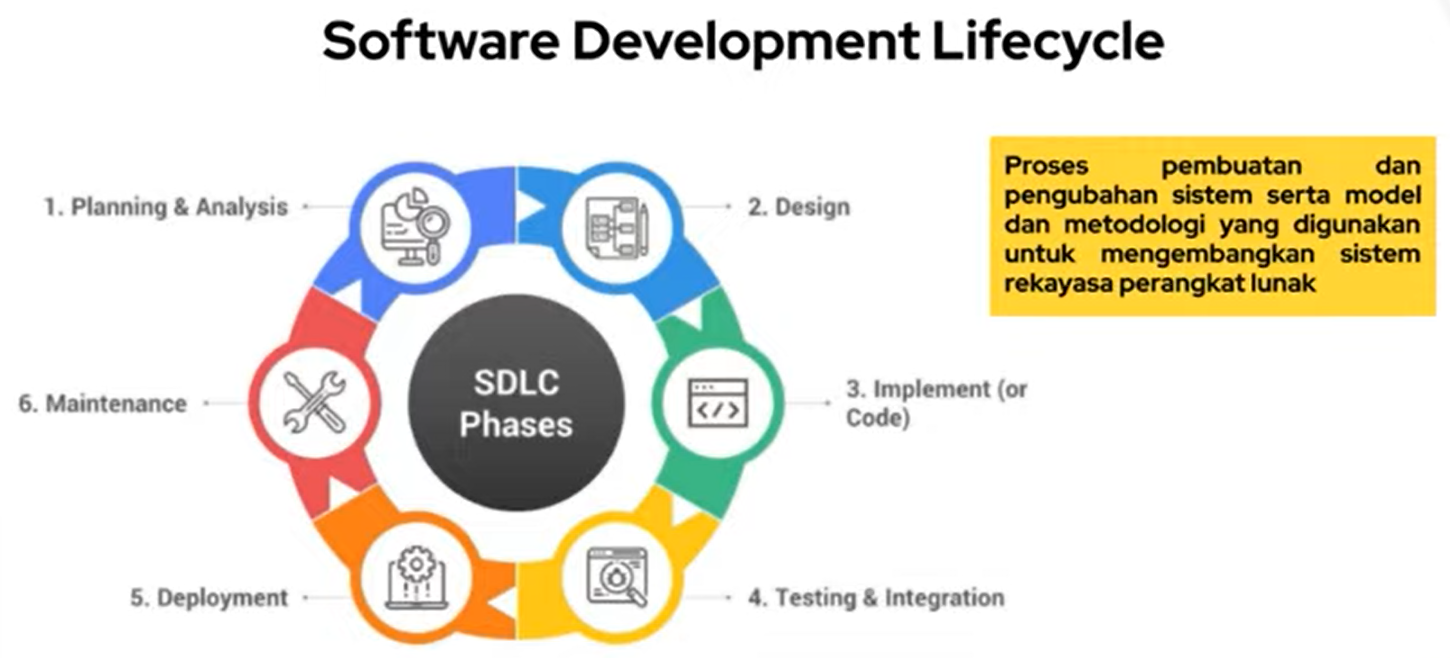 Software Development Lifecycle
Proses pembuatan dan
pengubahan sistem serta model
dan metodologi yang digunakan
untuk mengembangkan sistem
rekayasa perangkat lunak
1. Planning & Analysis
2. Design
SDLC
Phases
3. Implement (or
Code)
6. Maintenance
5. Deployment
4. Testing & Integration